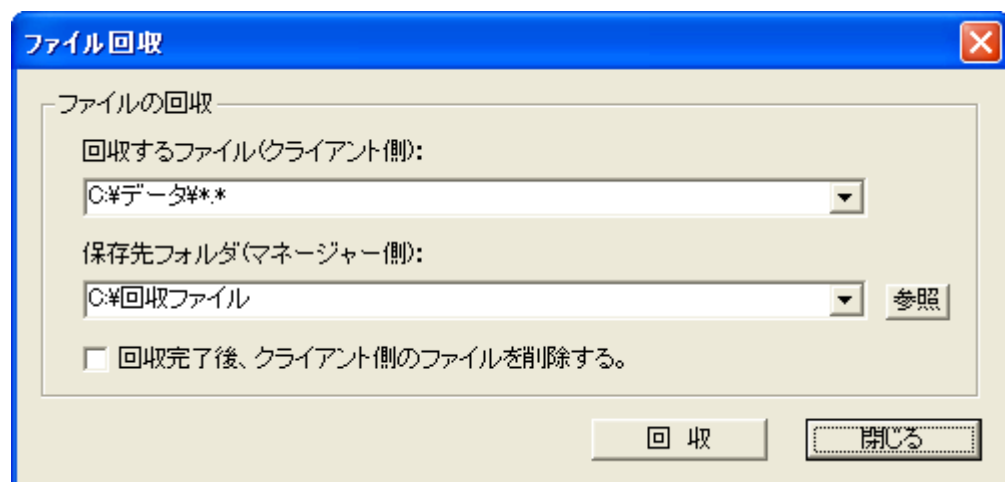 ファイル回収
ファイルの回収
回収するファイル(クライアント側):
C:¥データ¥*.*
保存先フォルダ(マネージャー側):
C:¥回収ファイル
参照
回収完了後、クライアント側のファイルを削除する。
回 収
閉じる